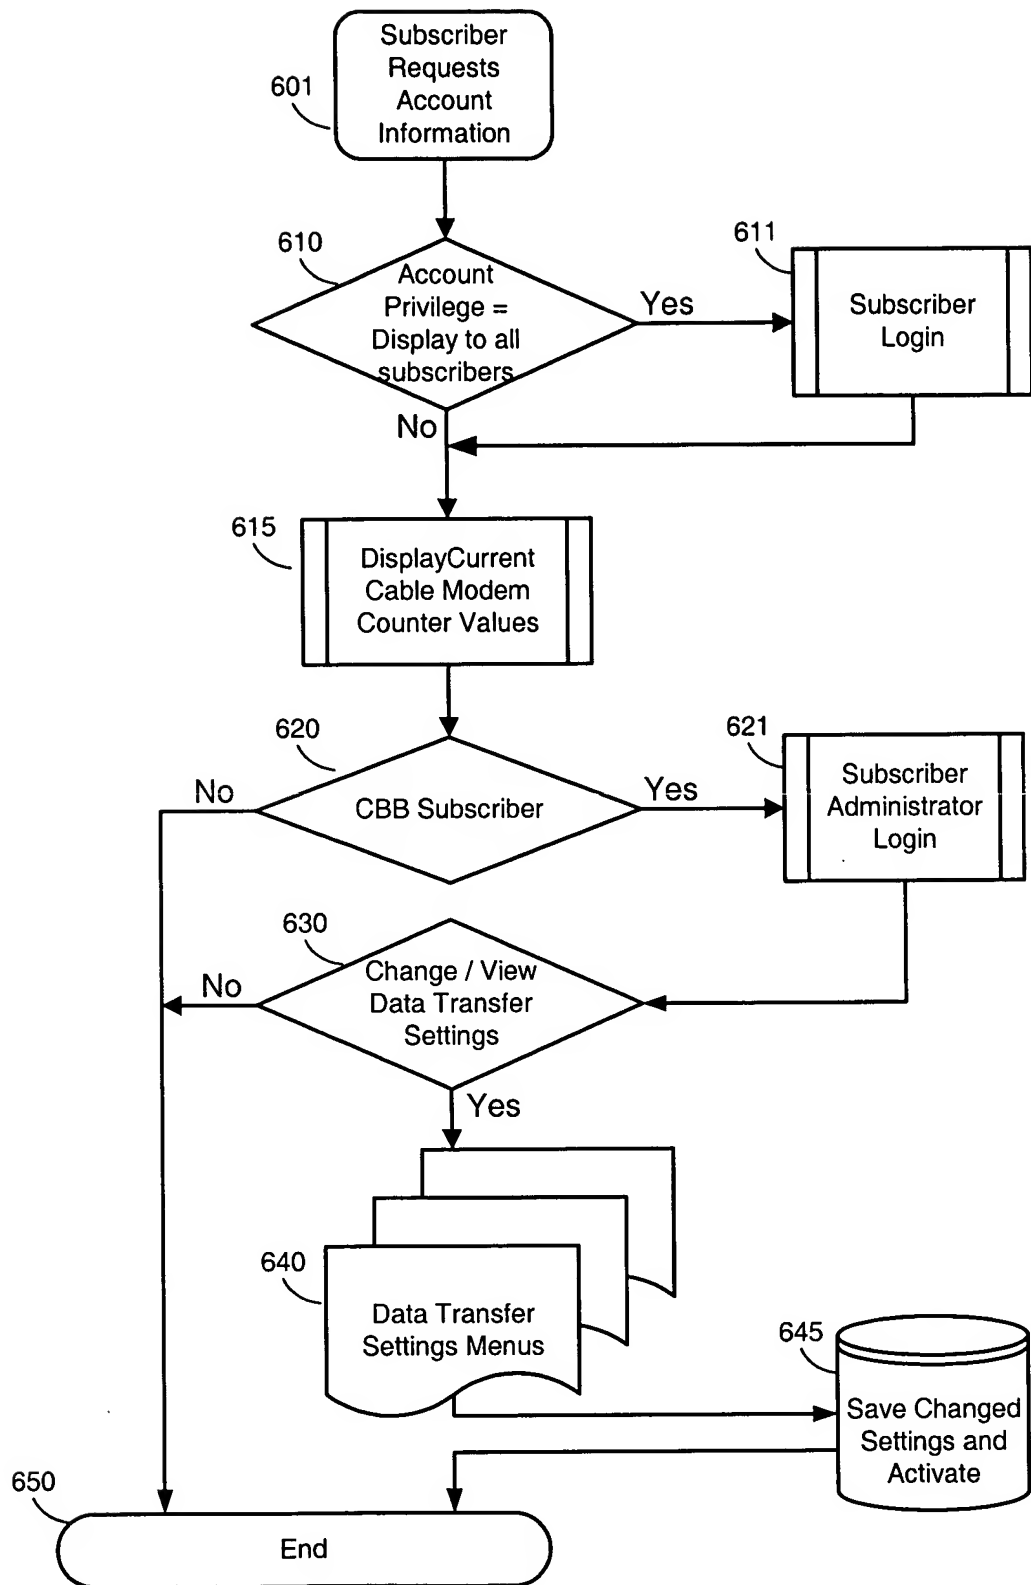 Subscriber
Requests
Account
Information
601
610
Account
Privilege =
Display to all
subscribers
Yes
No
611
Subscriber
Login
615
DisplayCurrent
Cable Modem
Counter Values
620
CBB Subscriber
No
Yes
621
Subscriber
Administrator
Login
630
Change / View
Data Transfer
Settings
No
Yes
640
Data Transfer
Settings Menus
645
Save Changed
Settings and
Activate
650
End